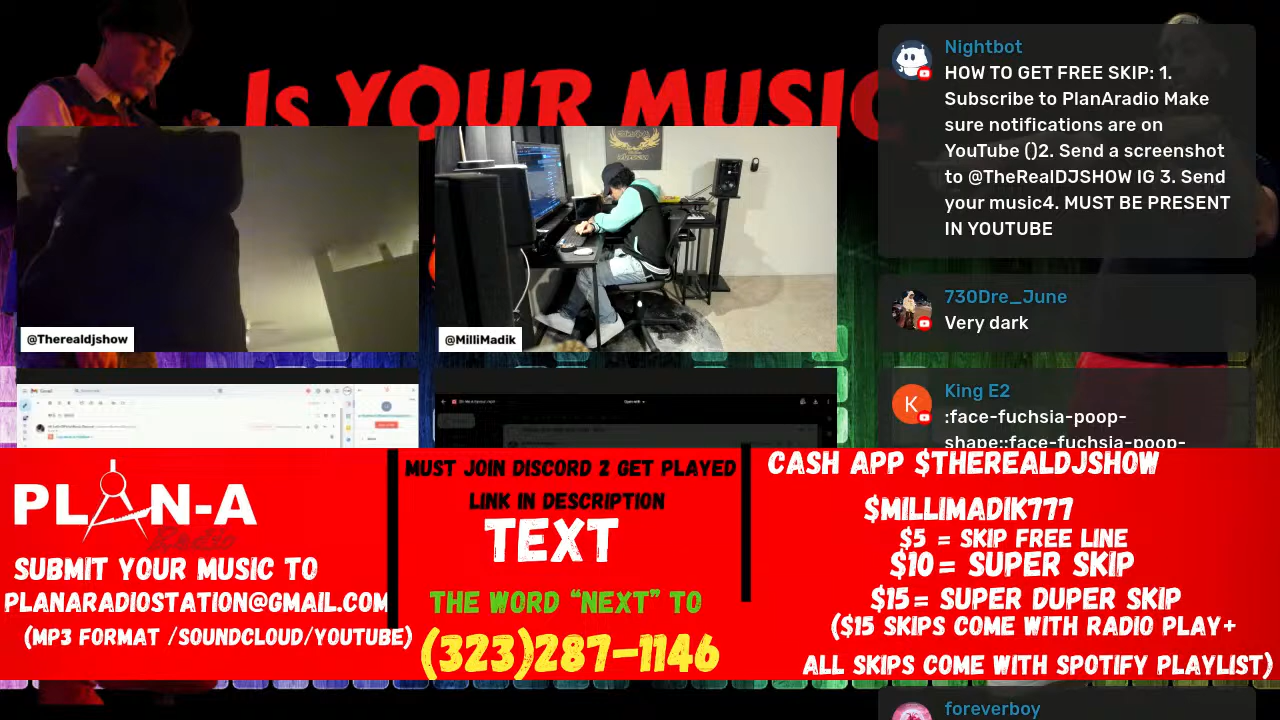 Is YOUR MUSIC
@Therealdjshow
@MilliMadik
Nightbot
HOW TO GET FREE SKIP: 1.
Subscribe to PlanAradio Make
sure notifications are on
YouTube ()2. Send a screenshot
to @TheRealDJSHOW IG 3. Send
your music4. MUST BE PRESENT
IN YOUTUBE
730Dre_June
Very dark
King E2
:face-fuchsia-poop-
shape::face-fuchsia-poop-
foreverboy
PLAN-A
Radio
SUBMIT YOUR MUSIC TO
PLANARADIOSTATION@GMAIL.COM
(MP3 FORMAT /SOUNDCLOUD/YOUTUBE)
MUST JOIN DISCORD 2 GET PLAYED
LINK IN DESCRIPTION
TEXT
THE WORD “NEXT” TO
(323)287-1146
CASH APP $THEREALDJSHOW
$MILLIMADIK777
$5 = SKIP FREE LINE
$10 = SUPER SKIP
$15 = SUPER DUPER SKIP
($15 SKIPS COME WITH RADIO PLAY+
ALL SKIPS COME WITH SPOTIFY PLAYLIST)